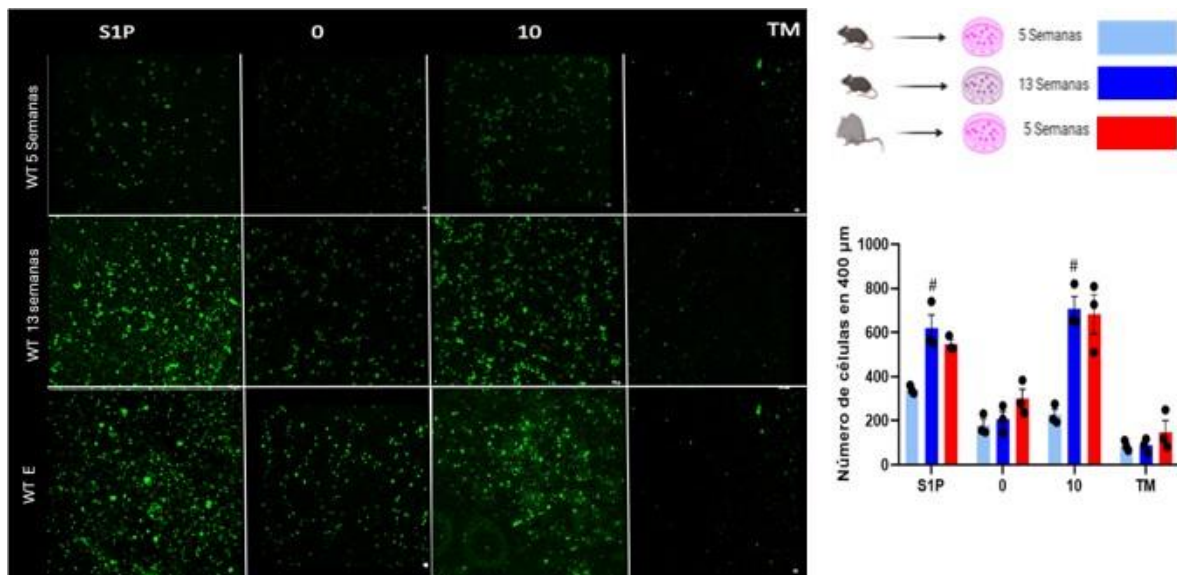 S1P 0 10 TM
WT 5 Semanas
WT 13 semanas
WT E
5 Semanas
13 Semanas
5 Semanas
Número de células en 400 µm
1000
800
600
400
200
0
#
#
S1P 0 10 TM